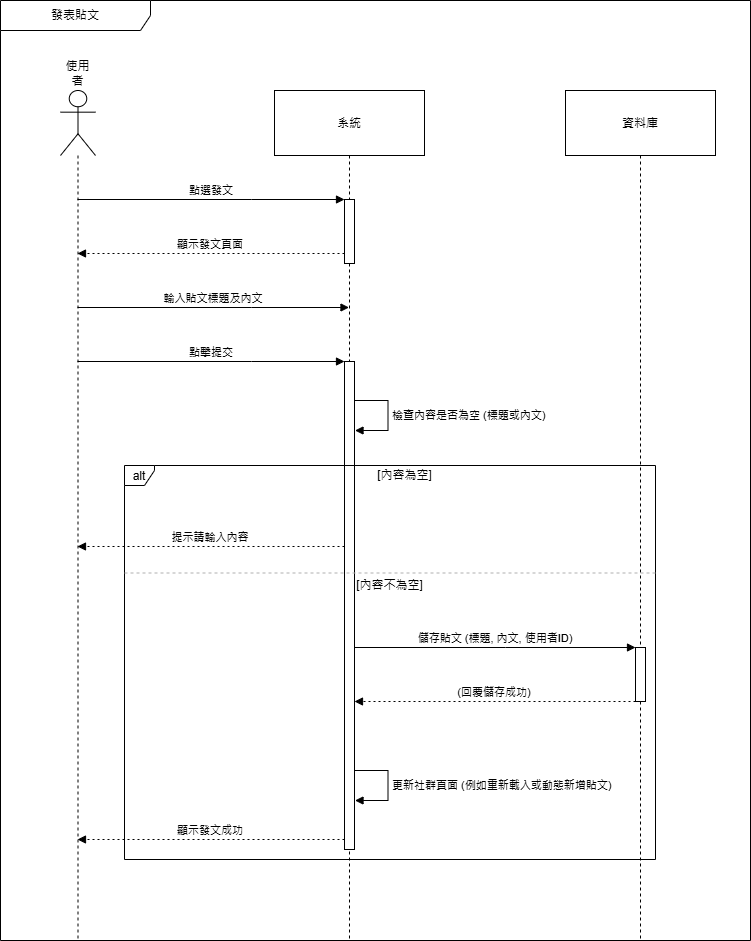 發表貼文
使用
者
系統
資料庫
點選發文
顯示發文頁面
輸入貼文標題及內文
點擊提交
檢查內容是否為空 (標題或內文)
alt
[內容為空]
提示請輸入內容
[內容不為空]
儲存貼文 (標題, 內文, 使用者ID)
(回覆儲存成功)
更新社群頁面 (例如重新載入或動態新增貼文)
顯示發文成功